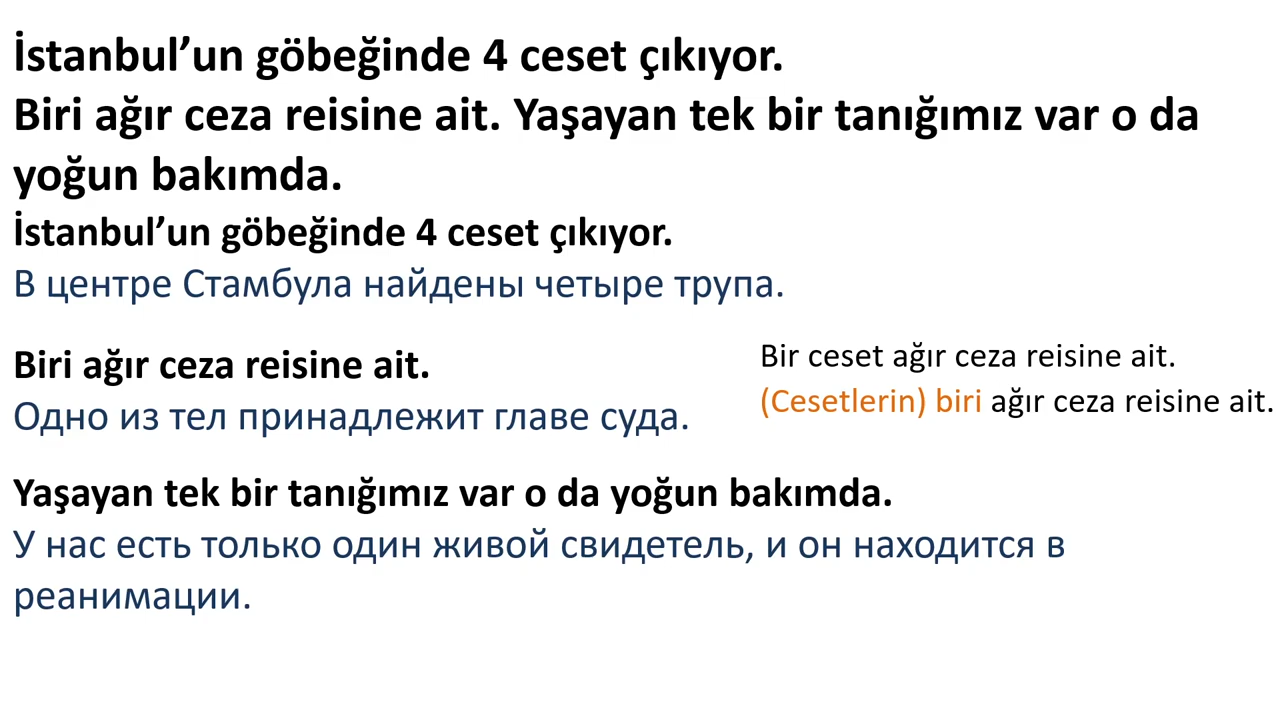 İstanbul’un göbeğinde 4 ceset çıkıyor.
Biri ağır ceza reisine ait. Yaşayan tek bir tanığımız var o da
yoğun bakımda.
İstanbul’un göbeğinde 4 ceset çıkıyor.
В центре Стамбула найдены четыре трупа.
Biri ağır ceza reisine ait.
Одно из тел принадлежит главе суда.
Bir ceset ağır ceza reisine ait.
(Cesetlerin) biri ağır ceza reisine ait.
Yaşayan tek bir tanığımız var o da yoğun bakımda.
У нас есть только один живой свидетель, и он находится в
реанимации.